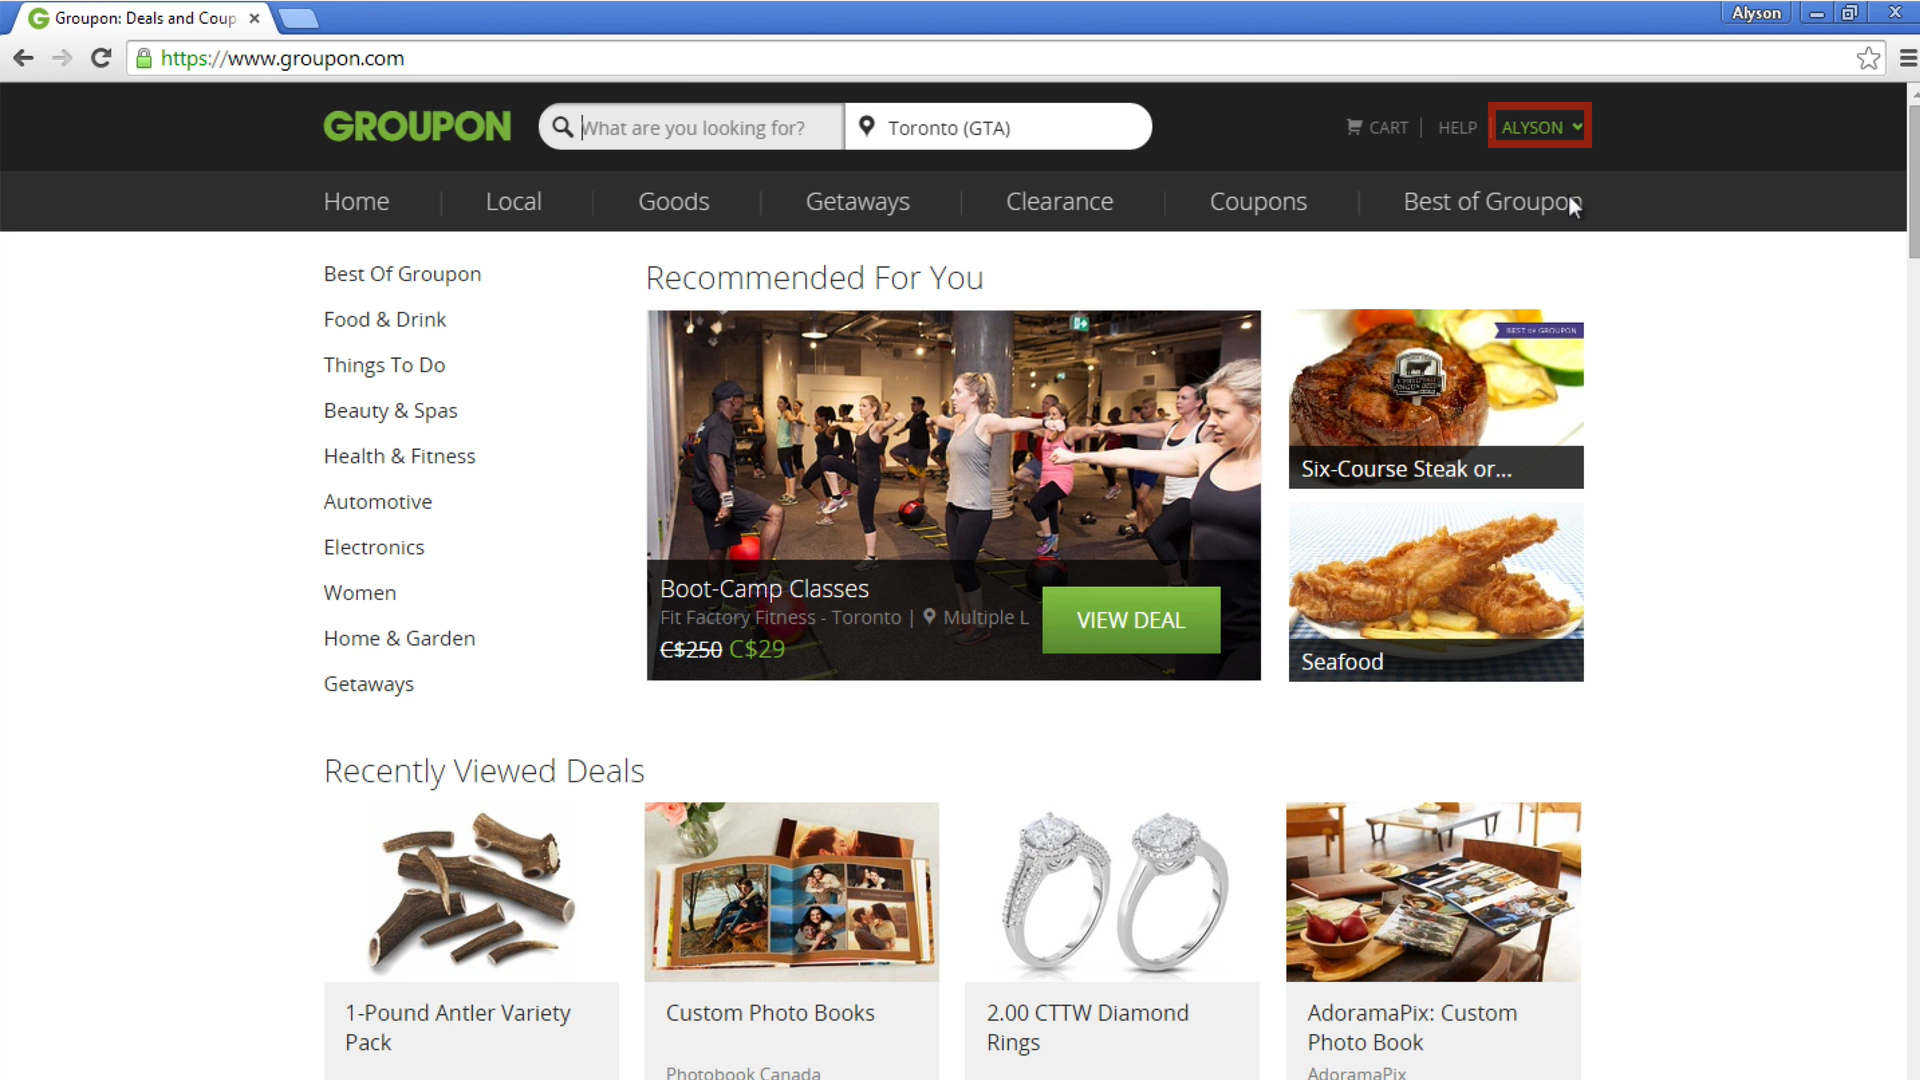 Groupon: Deals and Coup
Alyson
https://www.groupon.com
GROUPON
What are you looking for?
Toronto (GTA)
CART
HELP
ALYSON
Home
Local
Goods
Getaways
Clearance
Coupons
Best of Groupon
Best Of Groupon
Food & Drink
Things To Do
Beauty & Spas
Health & Fitness
Automotive
Electronics
Women
Home & Garden
Getaways
Recommended For You
Boot-Camp Classes
Fit Factory Fitness - Toronto | Multiple L
C$250 C$29
VIEW DEAL
BEST OF GROUPON
Six-Course Steak or...
Seafood
Recently Viewed Deals
1-Pound Antler Variety
Pack
Custom Photo Books
Photobook Canada
2.00 CTTW Diamond
Rings
AdoramaPix: Custom
Photo Book
AdoramaPix